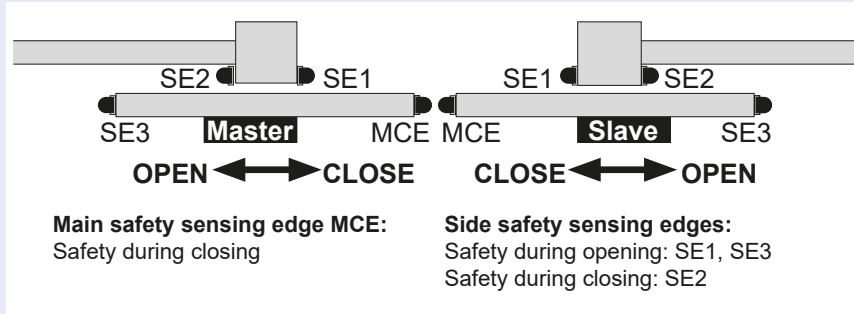 SE2 SE1 SE1 SE2
SE3 Master MCE MCE Slave SE3
OPEN CLOSE CLOSE OPEN
Main safety sensing edge MCE:
Safety during closing
Side safety sensing edges:
Safety during opening: SE1, SE3
Safety during closing: SE2